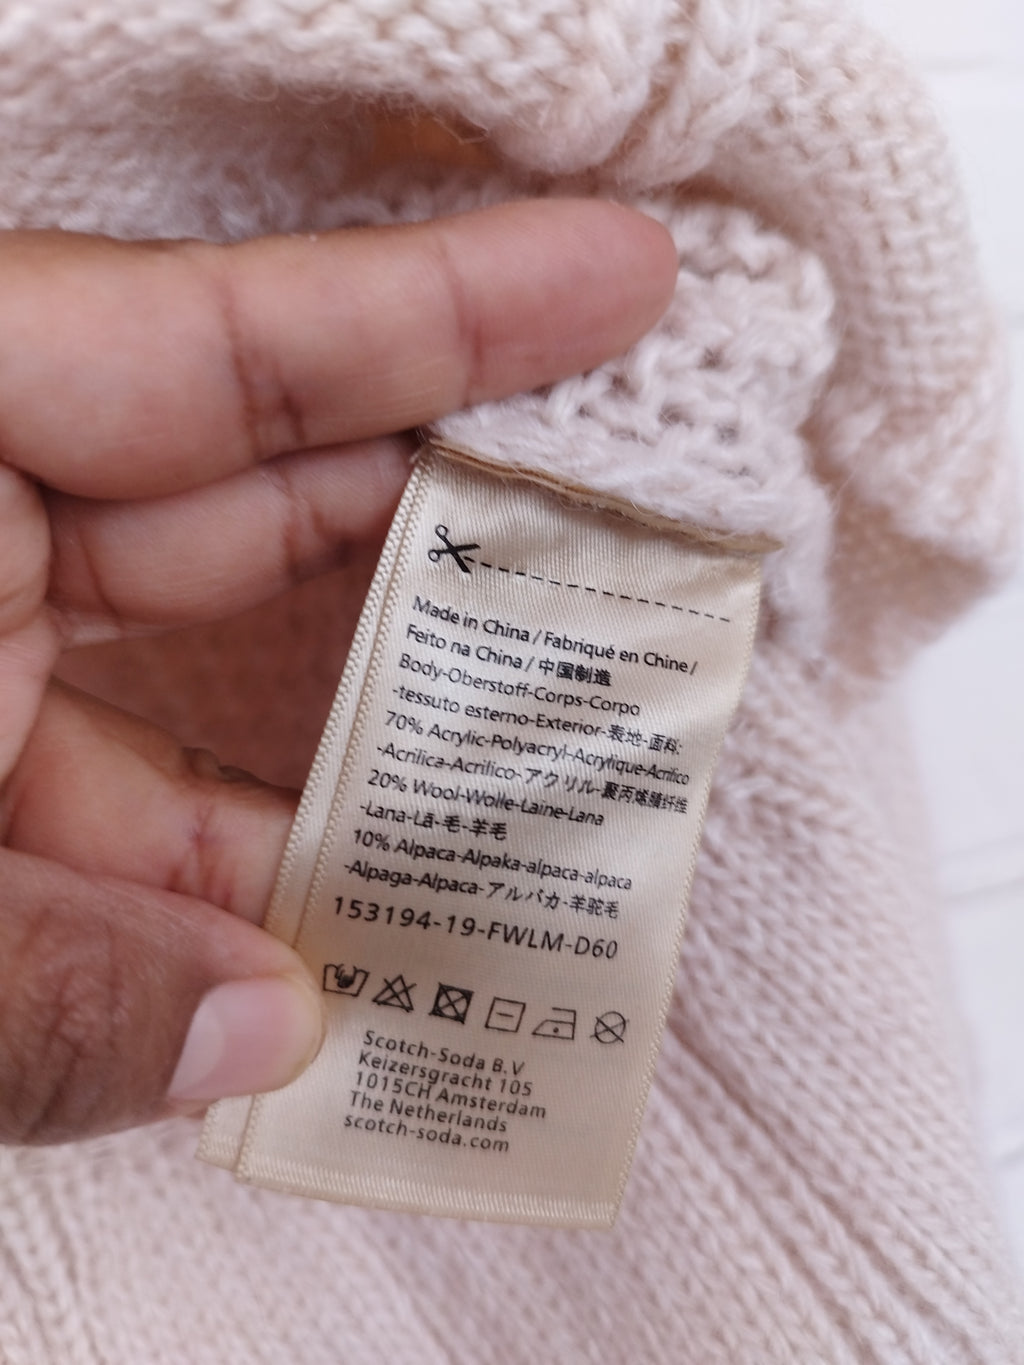 Made in China / Fabriqué en Chine /
Feito na China / 中国制造
Body-Oberstoff-Corps-Corpo
-tessuto esterno-Exterior-表地-面料:
70% Acrylic-Polyacryl-Acrylique-Acrilico
-Acrílica-Acrílico-アクリル-聚丙烯腈纤维
20% Wool-Wolle-Laine-Lana
-Lana-Lã-毛-羊毛
10% Alpaca-Alpaka-alpaca-alpaca
-Alpaga-Alpaca-アルパカ-羊驼毛
153194-19-FWLM-D60
Scotch-Soda B.V
Keizersgracht 105
1015CH Amsterdam
The Netherlands
scotch-soda.com